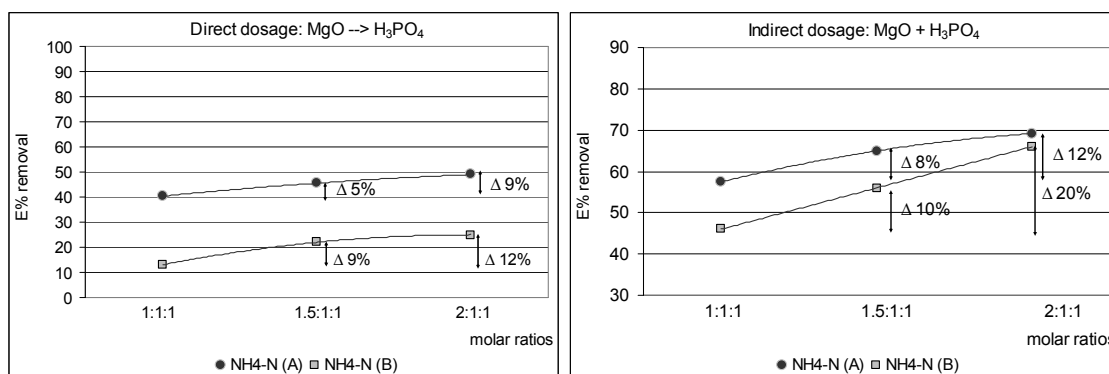 Direct dosage: MgO --> H₃PO₄
E% removal
100
90
80
70
60
50
40
30
20
10
0
Δ 5%
Δ 9%
Δ 9%
Δ 12%
1:1:1
1.5:1:1
2:1:1
molar ratios
NH4-N (A)
NH4-N (B)
Indirect dosage: MgO + H₃PO₄
E% removal
90
80
70
60
50
40
30
Δ 8%
Δ 12%
Δ 10%
Δ 20%
1:1:1
1.5:1:1
2:1:1
molar ratios
NH4-N (A)
NH4-N (B)